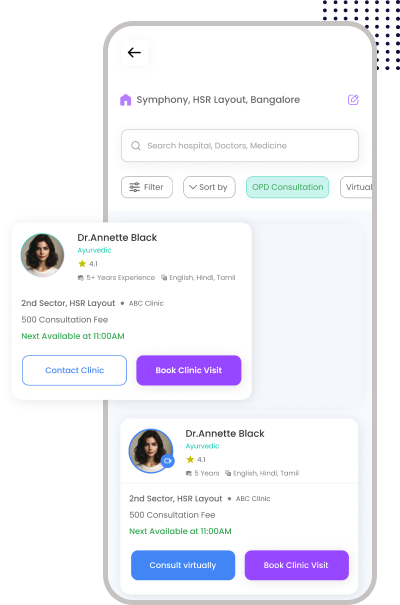 Symphony, HSR Layout, Bangalore
Search hospital, Doctors, Medicine
Filter
Sort by
OPD Consultation
Virtual
Dr.Annette Black
Ayurvedic
4.1
5+ Years Experience English, Hindi, Tamil
2nd Sector, HSR Layout • ABC Clinic
500 Consultation Fee
Next Available at 11:00AM
Contact Clinic
Book Clinic Visit
Dr.Annette Black
Ayurvedic
4.1
5 Years English, Hindi, Tamil
2nd Sector, HSR Layout • ABC Clinic
500 Consultation Fee
Next Available at 11:00AM
Consult virtually
Book Clinic Visit